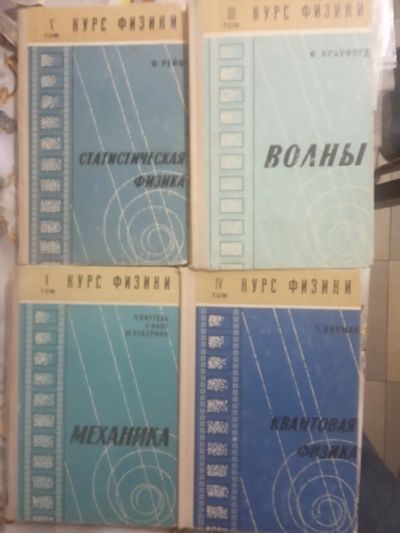 V
ТОМ
КУРС ФИЗИКИ
Ф. РЕЙФ
СТАТИСТИЧЕСКАЯ
ФИЗИКА
III
ТОМ
КУРС ФИЗИКИ
Ф. КРАУФОРД
ВОЛНЫ
I
ТОМ
КУРС ФИЗИКИ
Ч. КИТТЕЛЬ
У. НАЙТ
М. РУДЕРМАН
МЕХАНИКА
IV
ТОМ
КУРС ФИЗИКИ
Э. ВИХМАН
КВАНТОВАЯ
ФИЗИКА